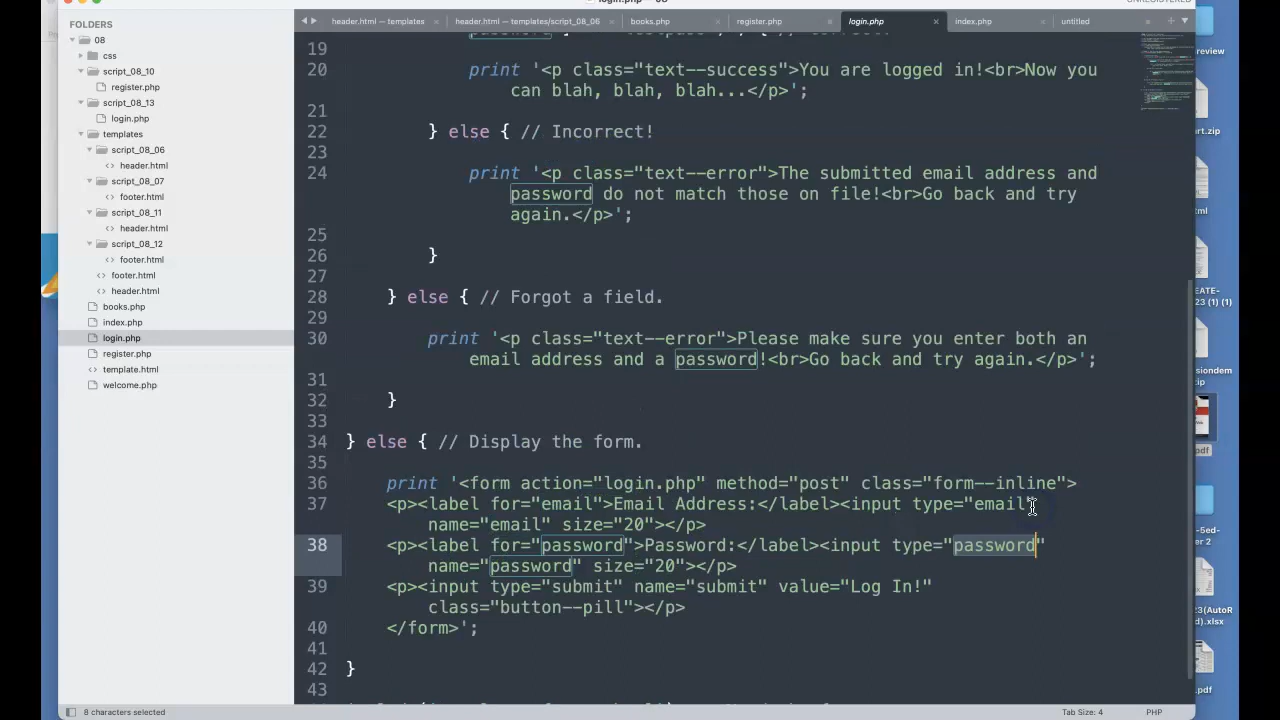 login.php
UNREGISTERED
FOLDERS
08
css
script_08_10
register.php
script_08_13
login.php
templates
script_08_06
header.html
script_08_07
footer.html
script_08_11
header.html
script_08_12
footer.html
footer.html
header.html
books.php
index.php
login.php
register.php
template.html
welcome.php
header.html — templates
header.html — templates/script_08_06
books.php
register.php
login.php
index.php
untitled
19
20 print '<p class="text--success">You are logged in!<br>Now you
can blah, blah, blah...</p>';
21
22 } else { // Incorrect!
23
24 print '<p class="text--error">The submitted email address and
password do not match those on file!<br>Go back and try
again.</p>';
25
26 }
27
28 } else { // Forgot a field.
29
30 print '<p class="text--error">Please make sure you enter both an
email address and a password!<br>Go back and try again.</p>';
31
32 }
33
34 } else { // Display the form.
35
36 print '<form action="login.php" method="post" class="form--inline">
37 <p><label for="email">Email Address:</label><input type="email"
name="email" size="20"></p>
38 <p><label for="password">Password:</label><input type="password"
name="password" size="20"></p>
39 <p><input type="submit" name="submit" value="Log In!"
class="button--pill"></p>
40 </form>';
41
42 }
43
8 characters selected
Tab Size: 4
PHP